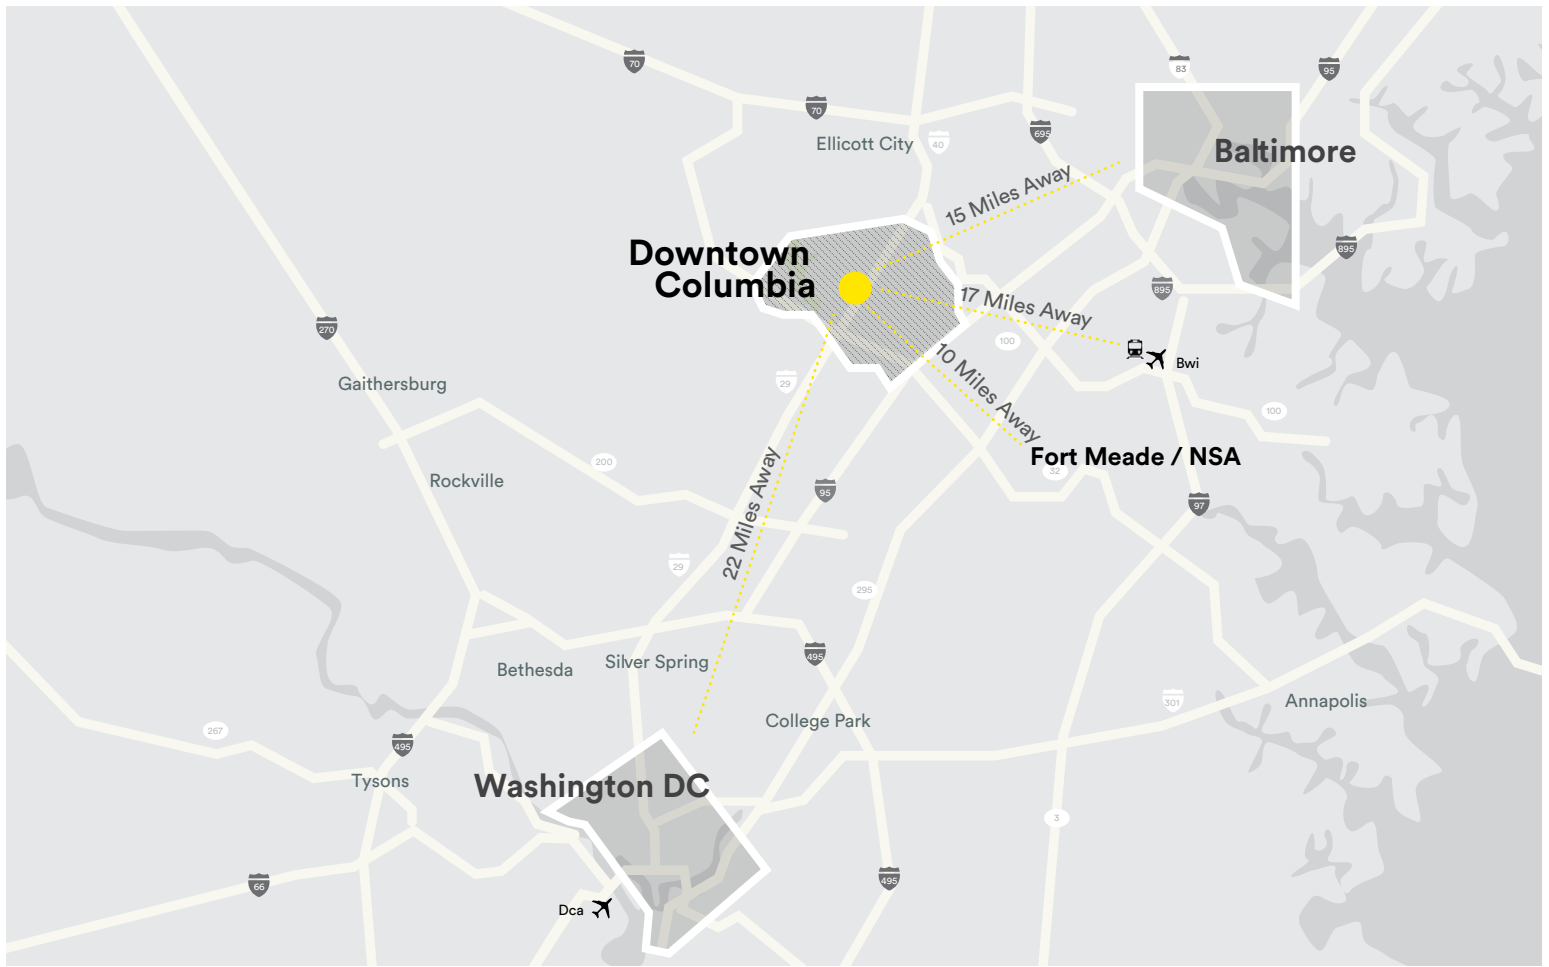 83
95
70
70
Ellicott City
40
695
Baltimore
15 Miles Away
Downtown
Columbia
895
895
17 Miles Away
270
100
10 Miles Away
Bwi
29
Gaithersburg
100
Fort Meade / NSA
200
32
Rockville
22 Miles Away
95
97
29
295
Bethesda
Silver Spring
495
301
Annapolis
College Park
267
495
Tysons
Washington DC
3
66
495
Dca